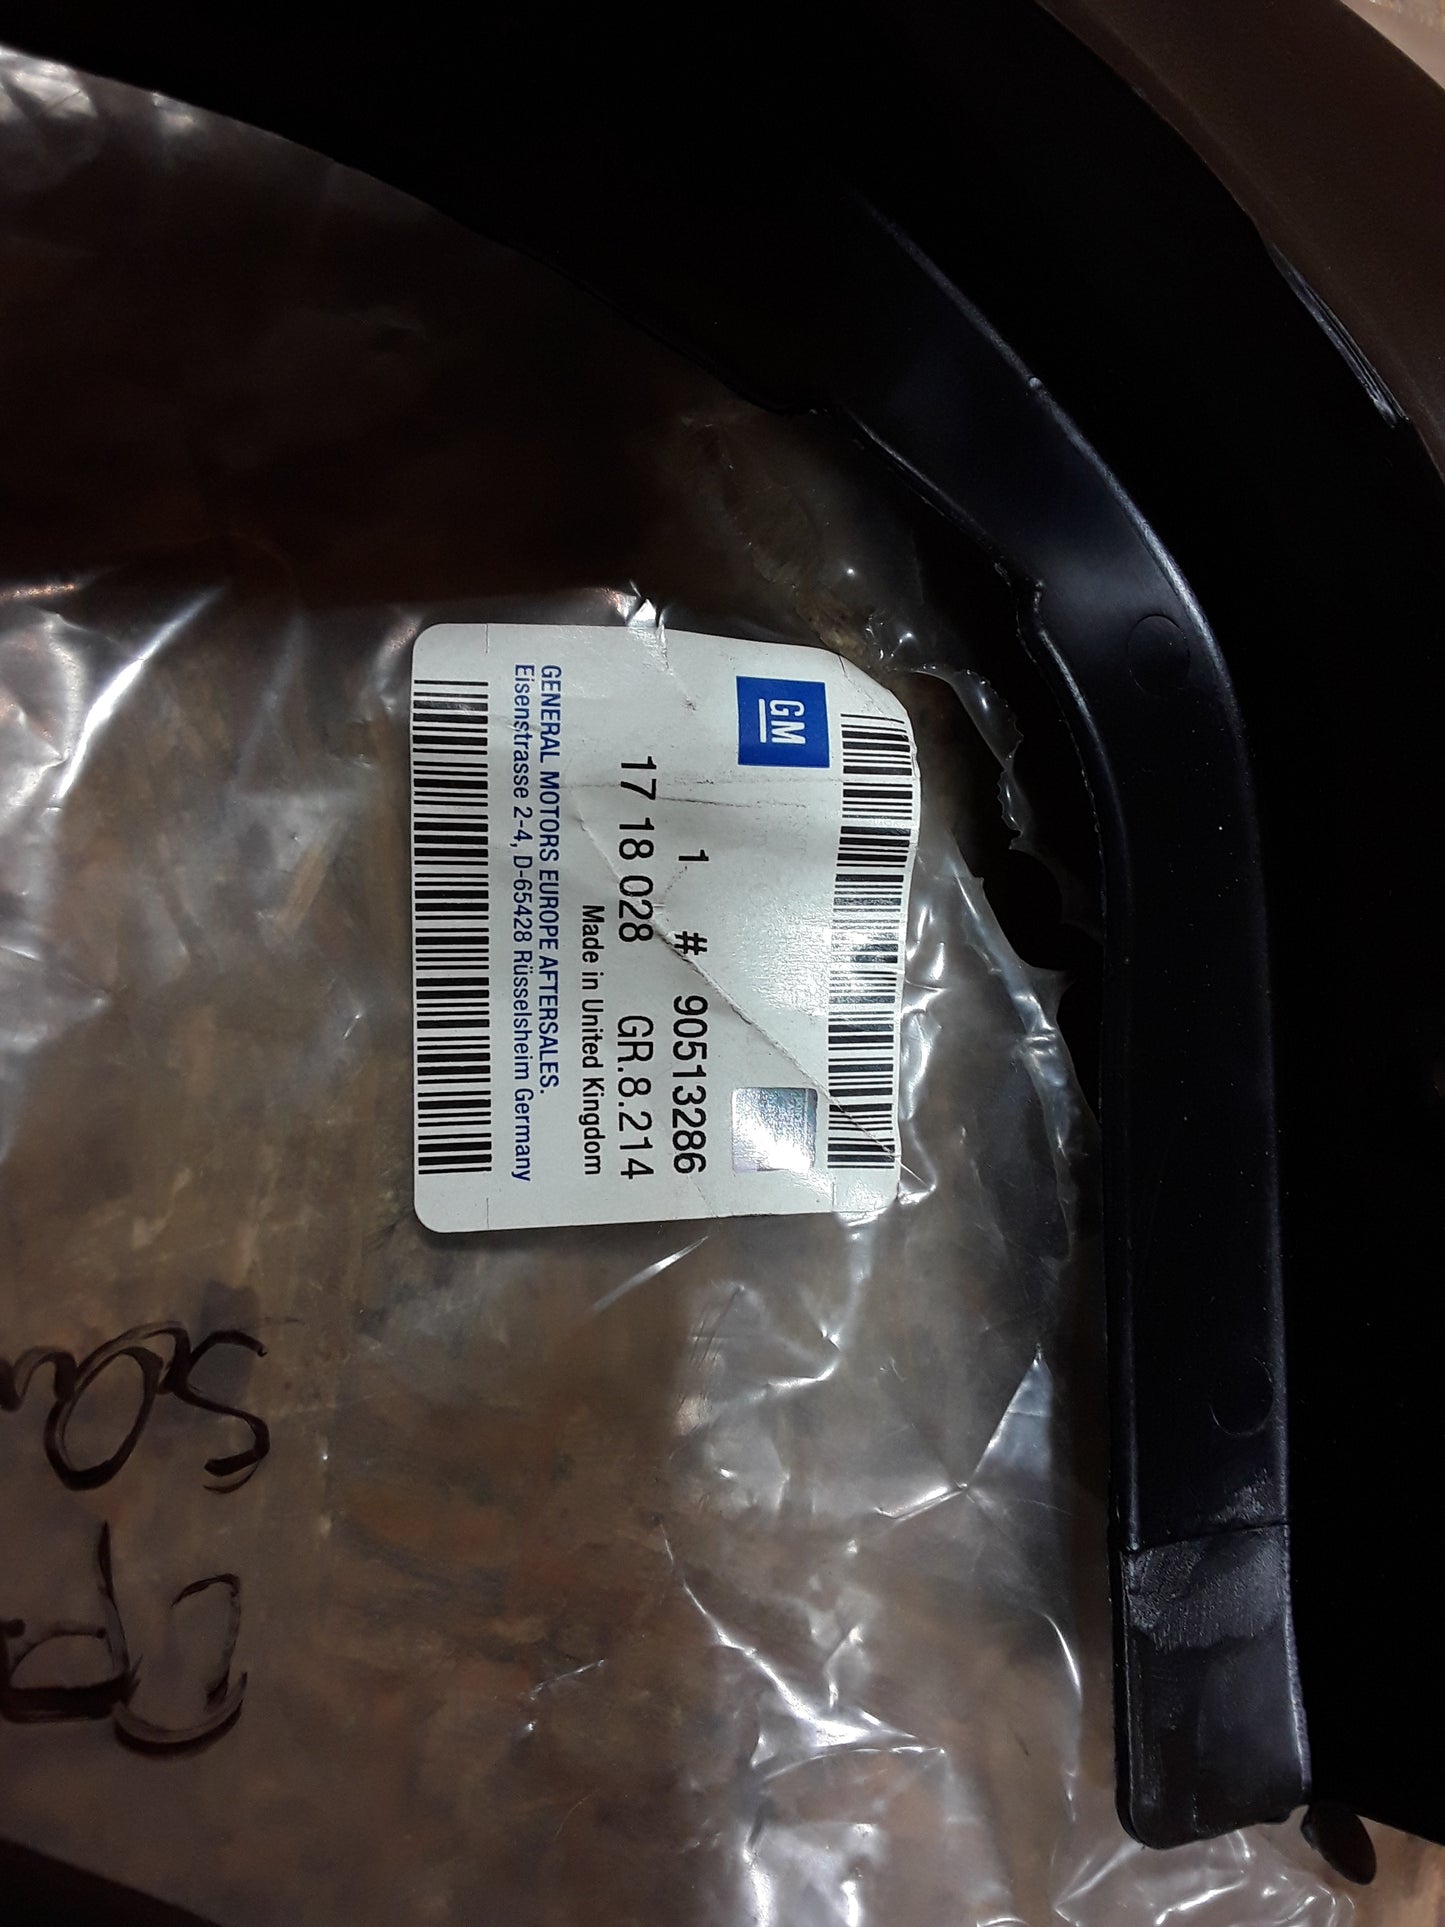 GM
1 # 90513286
17 18 028 GR.8.214
Made in United Kingdom
GENERAL MOTORS EUROPE AFTERSALES.
Eisenstrasse 2-4, D-65428 Rüsselsheim Germany